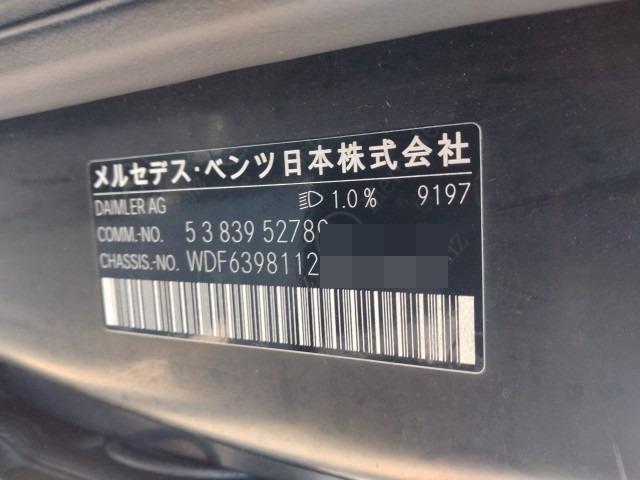 メルセデス・ベンツ日本株式会社
DAIMLER AG 1.0% 9197
COMM.-NO. 5 3 839 52789
CHASSIS.-NO. WDF6398112